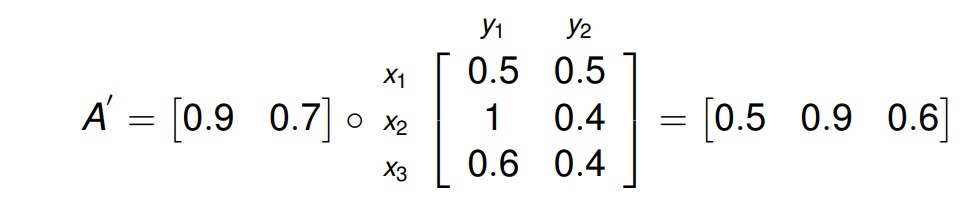 y₁ y₂
x₁ 0.5 0.5
A′ = [0.9 0.7] ∘ x₂ 1 0.4 = [0.5 0.9 0.6]
x₃ 0.6 0.4